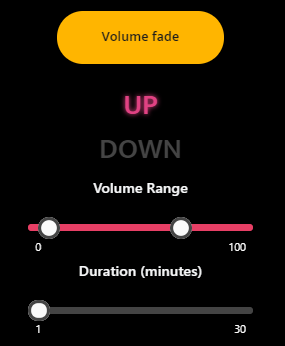 Volume fade
UP
DOWN
Volume Range
0 100
Duration (minutes)
1 30